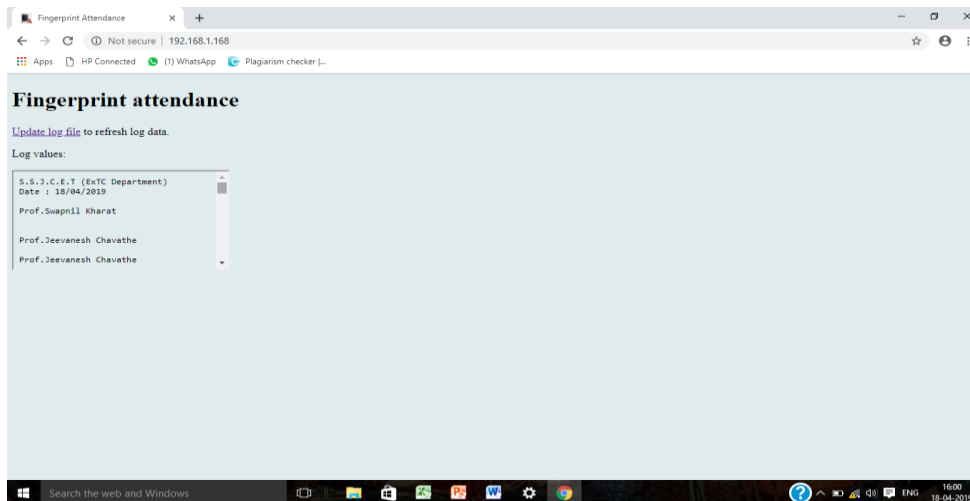 Fingerprint Attendance
Not secure | 192.168.1.168
Apps HP Connected (1) WhatsApp Plagiarism checker |...
Fingerprint attendance
Update log file to refresh log data.
Log values:
S.S.J.C.E.T (ExTC Department)
Date : 18/04/2019
Prof.Swapnil Kharat
Prof.Jeevanesh Chavathe
Prof.Jeevanesh Chavathe
Search the web and Windows
ENG
16:00
18-04-2019